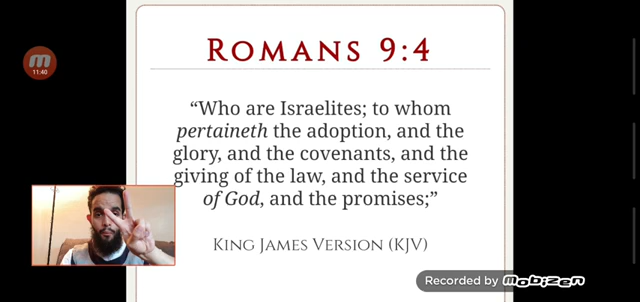 ROMANS 9:4
11:40
“Who are Israelites; to whom
pertaineth the adoption, and the
glory, and the covenants, and the
giving of the law, and the service
of God, and the promises;”
KING JAMES VERSION (KJV)
Recorded by mobizen